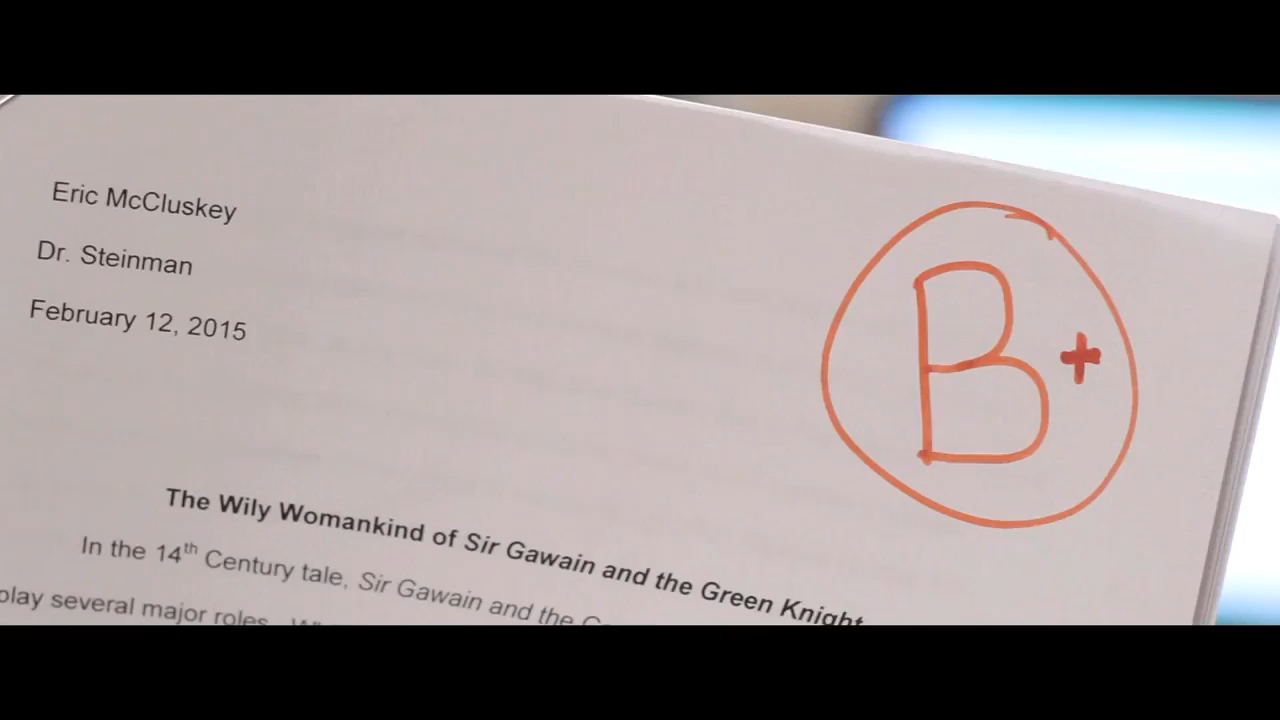 Eric McCluskey
Dr. Steinman
February 12, 2015
B+
The Wily Womankind of Sir Gawain and the Green Knight
In the 14th Century tale, Sir Gawain and the
play several major roles.